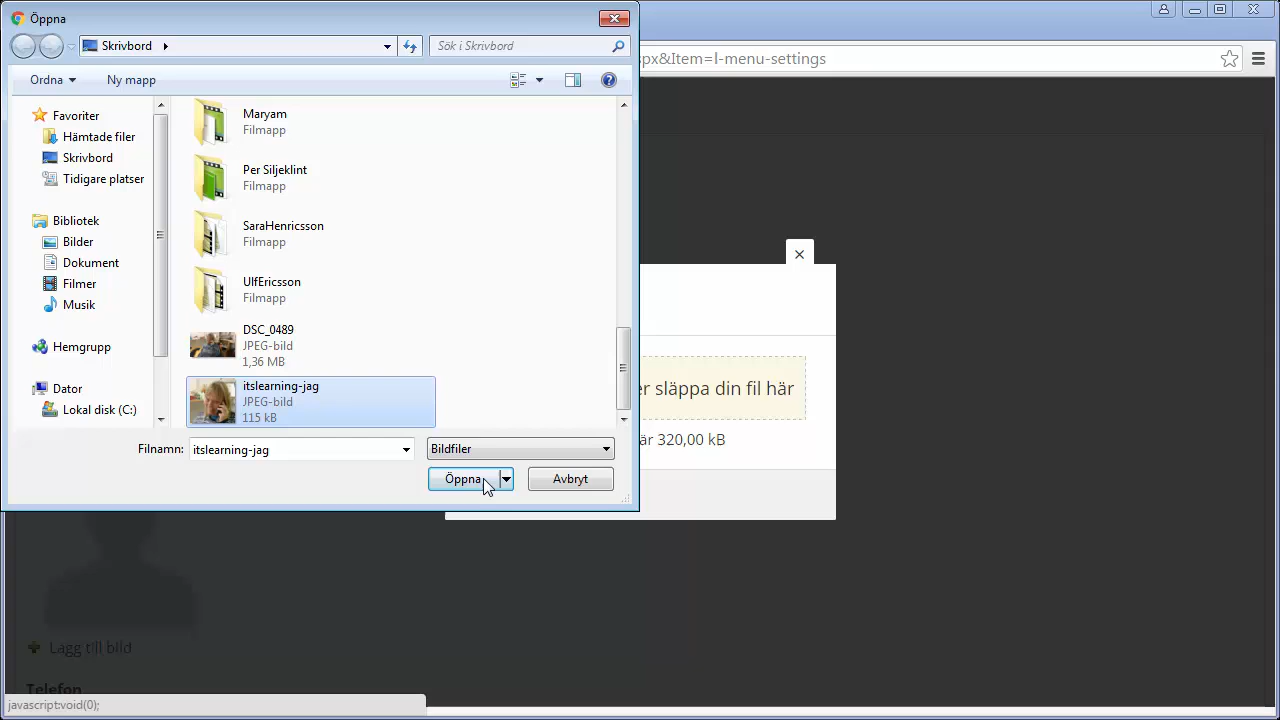 Öppna
Skrivbord
Sök i Skrivbord
px&Item=l-menu-settings
Ordna
Ny mapp
Favoriter
Hämtade filer
Skrivbord
Tidigare platser
Bibliotek
Bilder
Dokument
Filmer
Musik
Hemgrupp
Dator
Lokal disk (C:)
Maryam
Filmapp
Per Siljeklint
Filmapp
SaraHenricsson
Filmapp
UlfEricsson
Filmapp
DSC_0489
JPEG-bild
1,36 MB
itslearning-jag
JPEG-bild
115 kB
Filnamn:
itslearning-jag
Bildfiler
Öppna
Avbryt
er släppa din fil här
är 320,00 kB
Lägg till bild
Telefon
javascript:void(0);